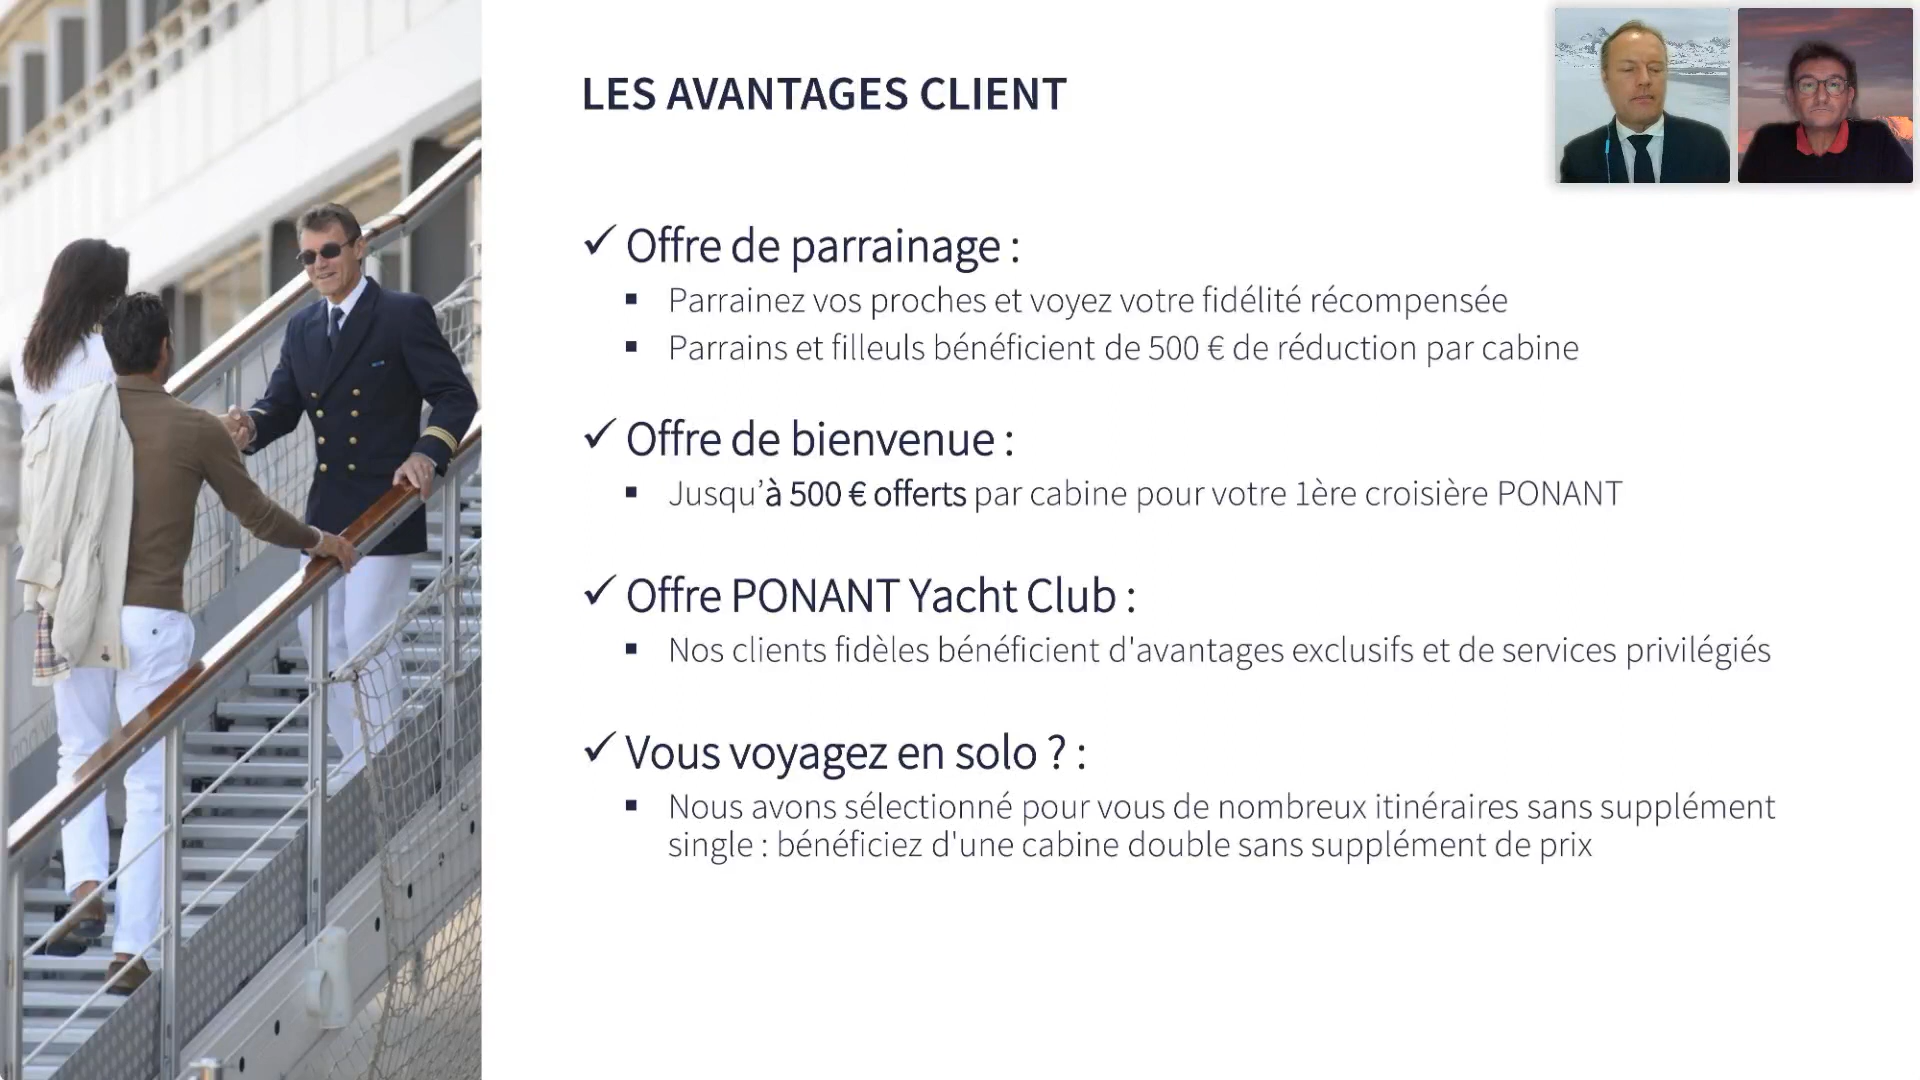 LES AVANTAGES CLIENT
✓ Offre de parrainage :
▪ Parrainez vos proches et voyez votre fidélité récompensée
▪ Parrains et filleuls bénéficient de 500 € de réduction par cabine
✓ Offre de bienvenue :
▪ Jusqu’à 500 € offerts par cabine pour votre 1ère croisière PONANT
✓ Offre PONANT Yacht Club :
▪ Nos clients fidèles bénéficient d'avantages exclusifs et de services privilégiés
✓ Vous voyagez en solo ? :
▪ Nous avons sélectionné pour vous de nombreux itinéraires sans supplément
single : bénéficiez d'une cabine double sans supplément de prix